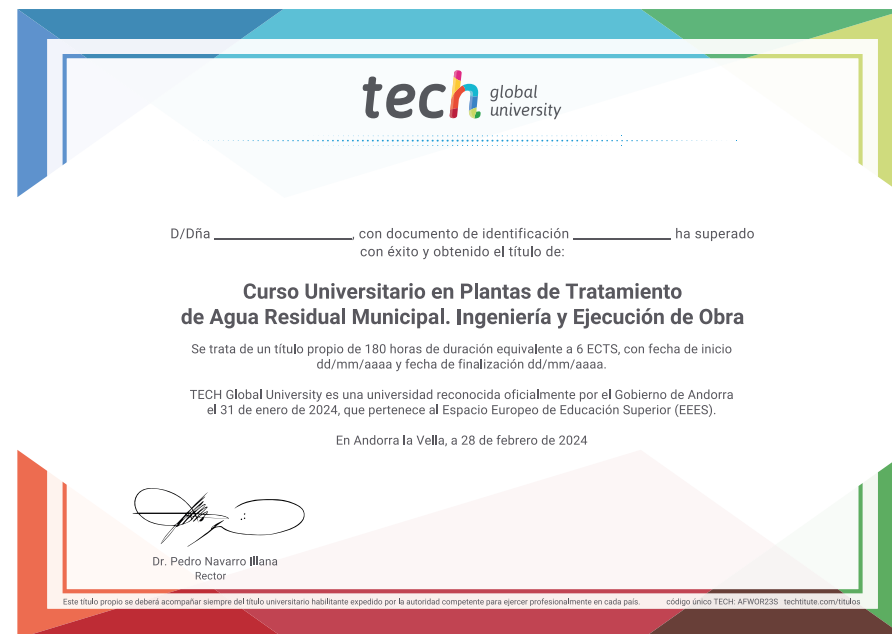 tech global university
D/Dña ________________, con documento de identificación ____________ ha superado
con éxito y obtenido el título de:
Curso Universitario en Plantas de Tratamiento
de Agua Residual Municipal. Ingeniería y Ejecución de Obra
Se trata de un título propio de 180 horas de duración equivalente a 6 ECTS, con fecha de inicio
dd/mm/aaaa y fecha de finalización dd/mm/aaaa.
TECH Global University es una universidad reconocida oficialmente por el Gobierno de Andorra
el 31 de enero de 2024, que pertenece al Espacio Europeo de Educación Superior (EEES).
En Andorra la Vella, a 28 de febrero de 2024
Dr. Pedro Navarro Illana
Rector
Este título propio se deberá acompañar siempre del título universitario habilitante expedido por la autoridad competente para ejercer profesionalmente en cada país. código único TECH: AFWOR23S techtitute.com/titulos